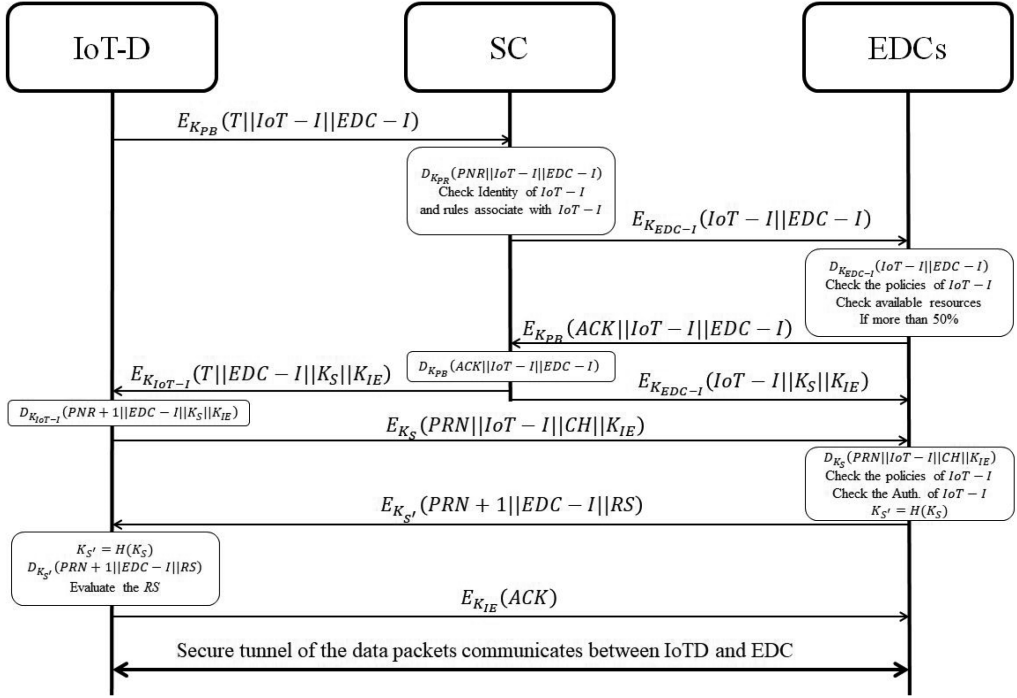 IoT-D
SC
EDCs
E_{K_{PB}}(T||IoT − I||EDC − I)
D_{K_{PR}}(PNR||IoT − I||EDC − I)
Check Identity of IoT − I
and rules associate with IoT − I
E_{K_{EDC−I}}(IoT − I||EDC − I)
D_{K_{EDC−I}}(IoT − I||EDC − I)
Check the policies of IoT − I
Check available resources
If more than 50%
E_{K_{PB}}(ACK||IoT − I||EDC − I)
D_{K_{PB}}(ACK||IoT − I||EDC − I)
E_{K_{IoT−I}}(T||EDC − I||K_S||K_{IE})
E_{K_{EDC−I}}(IoT − I||K_S||K_{IE})
D_{K_{IoT−I}}(PNR + 1||EDC − I||K_S||K_{IE})
E_{K_S}(PRN||IoT − I||CH||K_{IE})
D_{K_S}(PRN||IoT − I||CH||K_{IE})
Check the policies of IoT − I
Check the Auth. of IoT − I
K_{S'} = H(K_S)
E_{K_{S'}}(PRN + 1||EDC − I||RS)
K_{S'} = H(K_S)
D_{K_{S'}}(PRN + 1||EDC − I||RS)
Evaluate the RS
E_{K_{IE}}(ACK)
Secure tunnel of the data packets communicates between IoTD and EDC